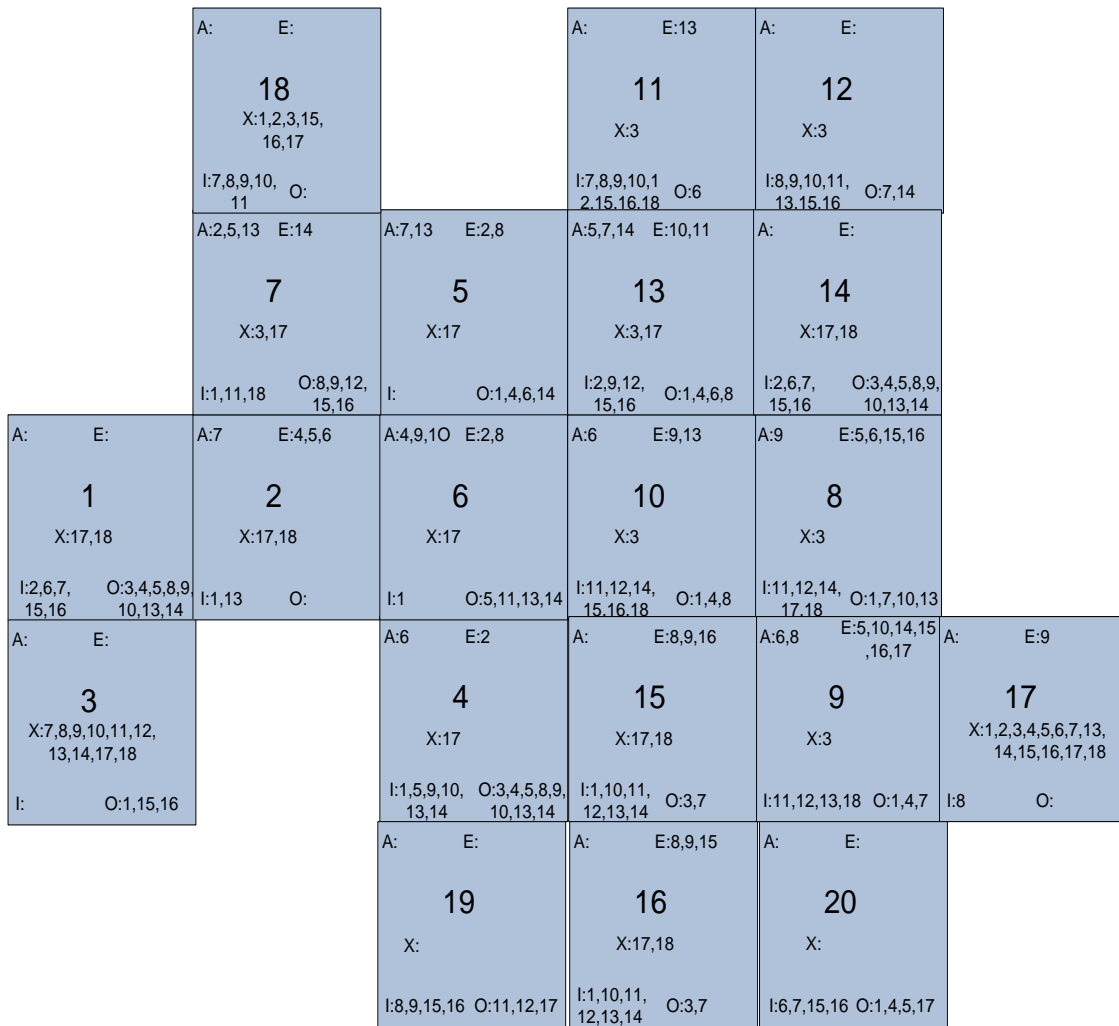 A: E:
18
X:1,2,3,15,
16,17
I:7,8,9,10,
11
O:
A: E:13
11
X:3
I:7,8,9,10,1
2,15,16,18
O:6
A: E:
12
X:3
I:8,9,10,11,
13,15,16
O:7,14
A:2,5,13 E:14
7
X:3,17
I:1,11,18
O:8,9,12,
15,16
A:7,13 E:2,8
5
X:17
I: O:1,4,6,14
A:5,7,14 E:10,11
13
X:3,17
I:2,9,12,
15,16
O:1,4,6,8
A: E:
14
X:17,18
I:2,6,7,
15,16
O:3,4,5,8,9,
10,13,14
A: E:
1
X:17,18
I:2,6,7,
15,16
O:3,4,5,8,9,
10,13,14
A:7 E:4,5,6
2
X:17,18
I:1,13 O:
A:4,9,1O E:2,8
6
X:17
I:1 O:5,11,13,14
A:6 E:9,13
10
X:3
I:11,12,14,
15,16,18
O:1,4,8
A:9 E:5,6,15,16
8
X:3
I:11,12,14,
17,18
O:1,7,10,13
A: E:
3
X:7,8,9,10,11,12,
13,14,17,18
I: O:1,15,16
A:6 E:2
4
X:17
I:1,5,9,10,
13,14
O:3,4,5,8,9,
10,13,14
A: E:8,9,16
15
X:17,18
I:1,10,11,
12,13,14
O:3,7
A:6,8
E:5,10,14,15
,16,17
9
X:3
I:11,12,13,18 O:1,4,7
A: E:9
17
X:1,2,3,4,5,6,7,13,
14,15,16,17,18
I:8 O:
A: E:
19
X:
I:8,9,15,16 O:11,12,17
A: E:8,9,15
16
X:17,18
I:1,10,11,
12,13,14
O:3,7
A: E:
20
X:
I:6,7,15,16 O:1,4,5,17